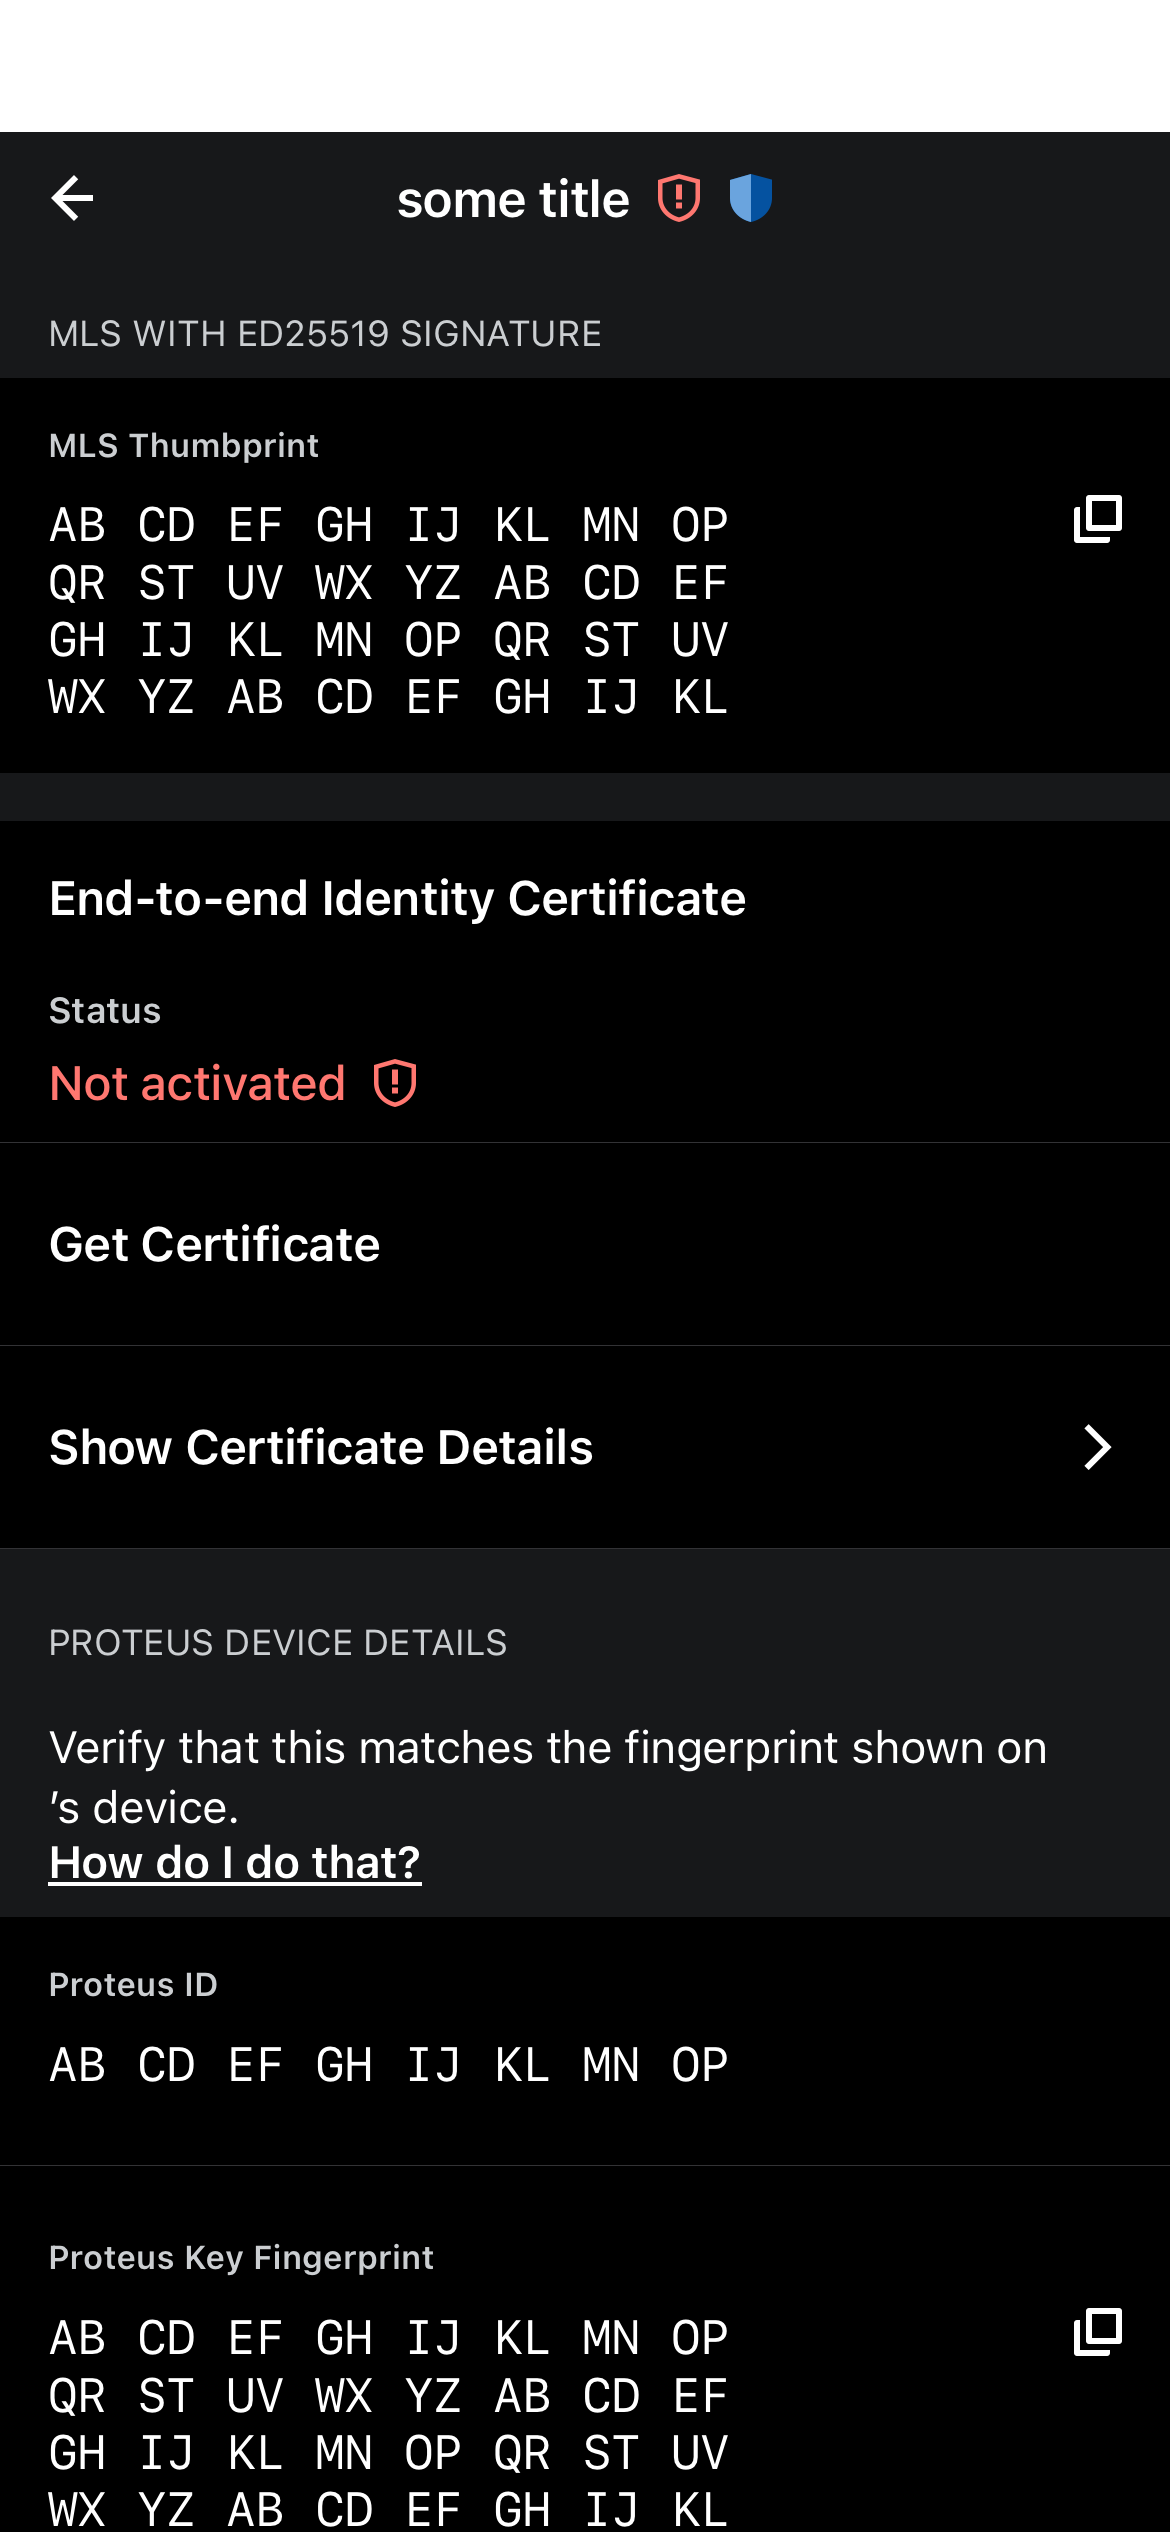 some title
MLS WITH ED25519 SIGNATURE
MLS Thumbprint
AB CD EF GH IJ KL MN OP
QR ST UV WX YZ AB CD EF
GH IJ KL MN OP QR ST UV
WX YZ AB CD EF GH IJ KL
End-to-end Identity Certificate
Status
Not activated
Get Certificate
Show Certificate Details
PROTEUS DEVICE DETAILS
Verify that this matches the fingerprint shown on
’s device.
How do I do that?
Proteus ID
AB CD EF GH IJ KL MN OP
Proteus Key Fingerprint
AB CD EF GH IJ KL MN OP
QR ST UV WX YZ AB CD EF
GH IJ KL MN OP QR ST UV
WX YZ AB CD EF GH IJ KL